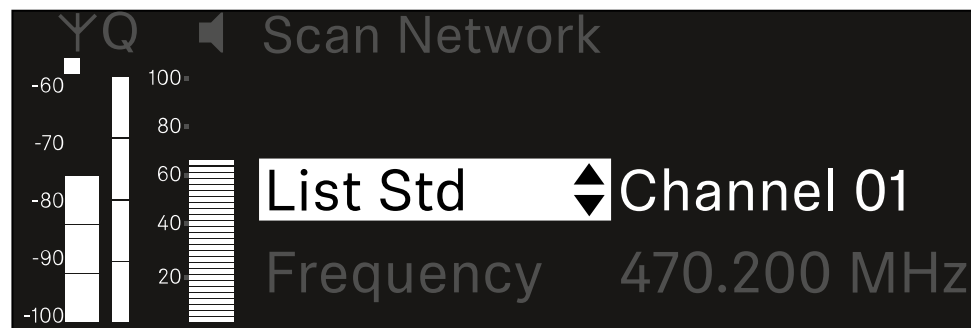 Q Scan Network
-60 100
-70 80
-80 60 List Std Channel 01
40
-90 20 Frequency 470.200 MHz
-100